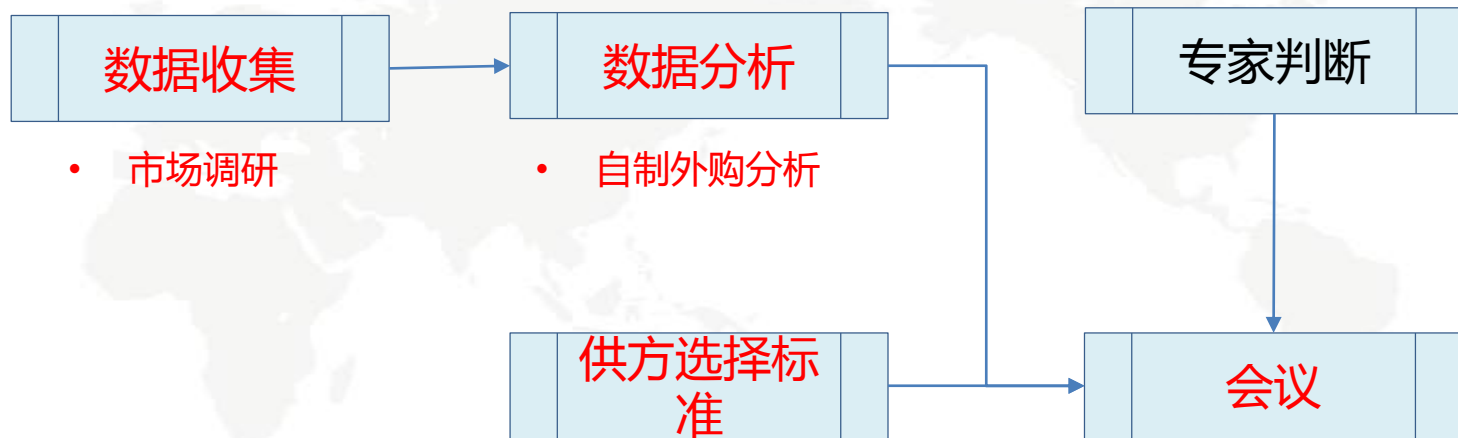 数据收集
数据分析
专家判断
• 市场调研
• 自制外购分析
供方选择标
准
会议